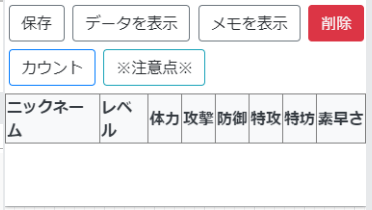 保存 データを表示 メモを表示 削除
カウント ※注意点※
ニックネーム レベル 体力 攻撃 防御 特攻 特坊 素早さ